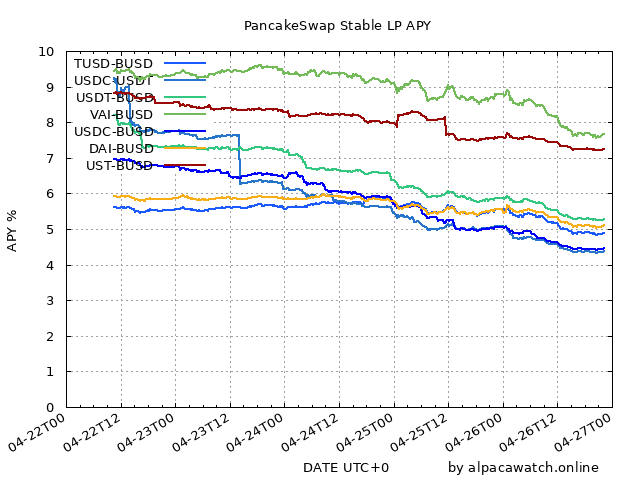 PancakeSwap Stable LP APY
10
9
8
7
6
5
4
3
2
1
0
APY %
TUSD-BUSD
USDC-USDT
USDT-BUSD
VAI-BUSD
USDC-BUSD
DAI-BUSD
UST-BUSD
04-22T00
04-22T12
04-23T00
04-23T12
04-24T00
04-24T12
04-25T00
04-25T12
04-26T00
04-26T12
04-27T00
DATE UTC+0
by alpacawatch.online